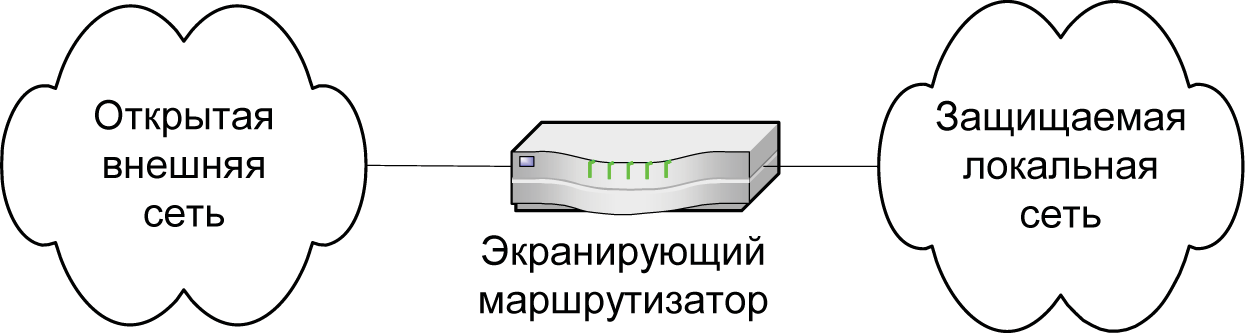 Открытая
внешняя
сеть
Экранирующий
маршрутизатор
Защищаемая
локальная
сеть